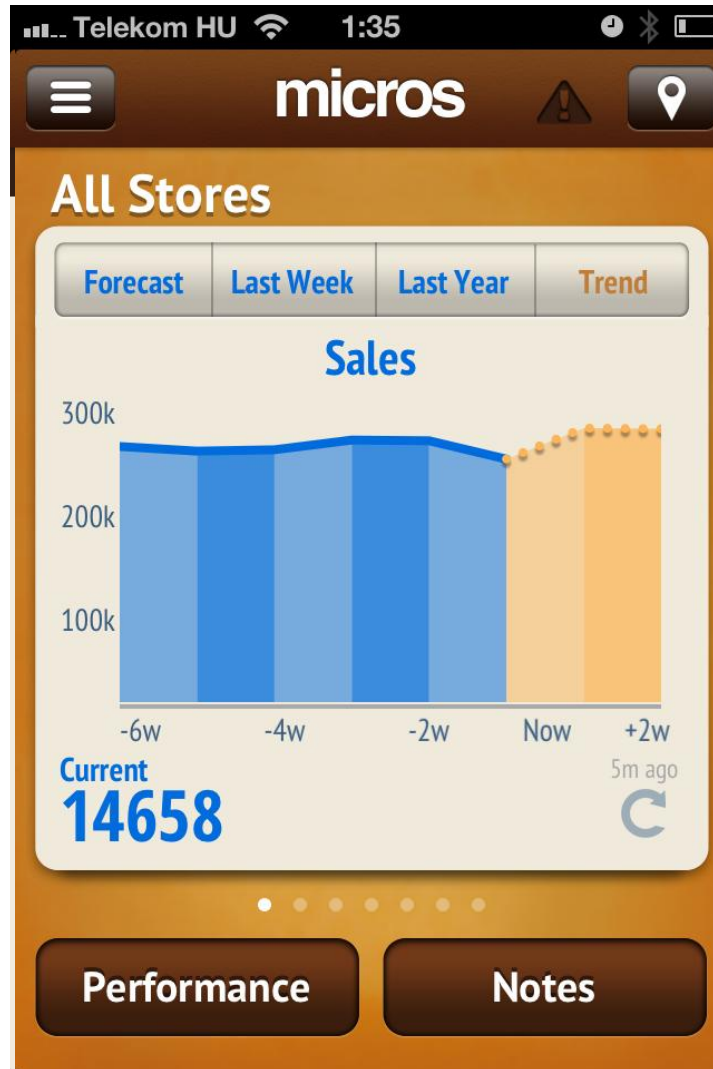 Telekom HU 1:35
micros
All Stores
Forecast Last Week Last Year Trend
Sales
300k
200k
100k
-6w -4w -2w Now +2w
Current 5m ago
14658
Performance Notes